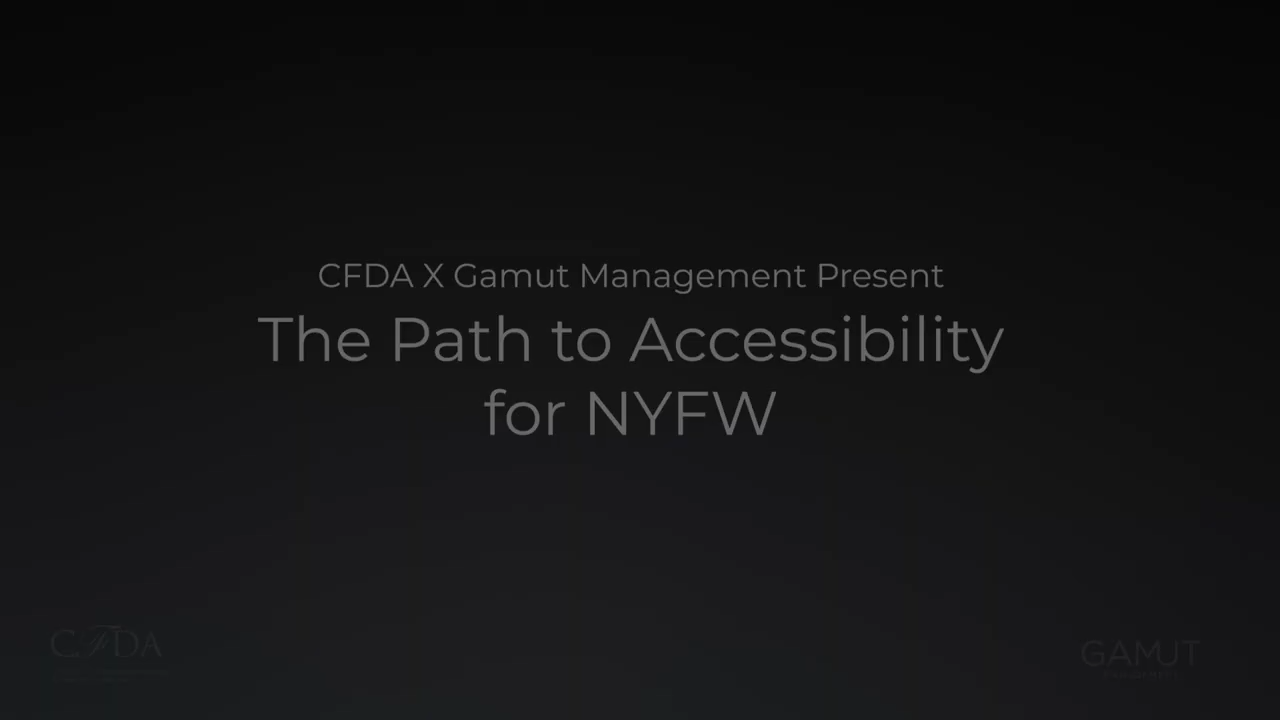 CFDA X Gamut Management Present
The Path to Accessibility
for NYFW
CFDA
GAMUT